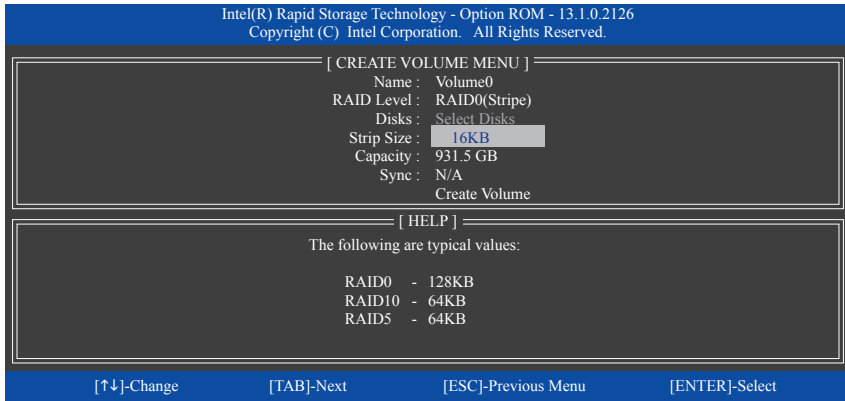 Intel(R) Rapid Storage Technology - Option ROM - 13.1.0.2126
Copyright (C) Intel Corporation. All Rights Reserved.
[ CREATE VOLUME MENU ]
Name : Volume0
RAID Level : RAID0(Stripe)
Disks : Select Disks
Strip Size : 16KB
Capacity : 931.5 GB
Sync : N/A
Create Volume
[ HELP ]
The following are typical values:
RAID0 - 128KB
RAID10 - 64KB
RAID5 - 64KB
[↑↓]-Change [TAB]-Next [ESC]-Previous Menu [ENTER]-Select